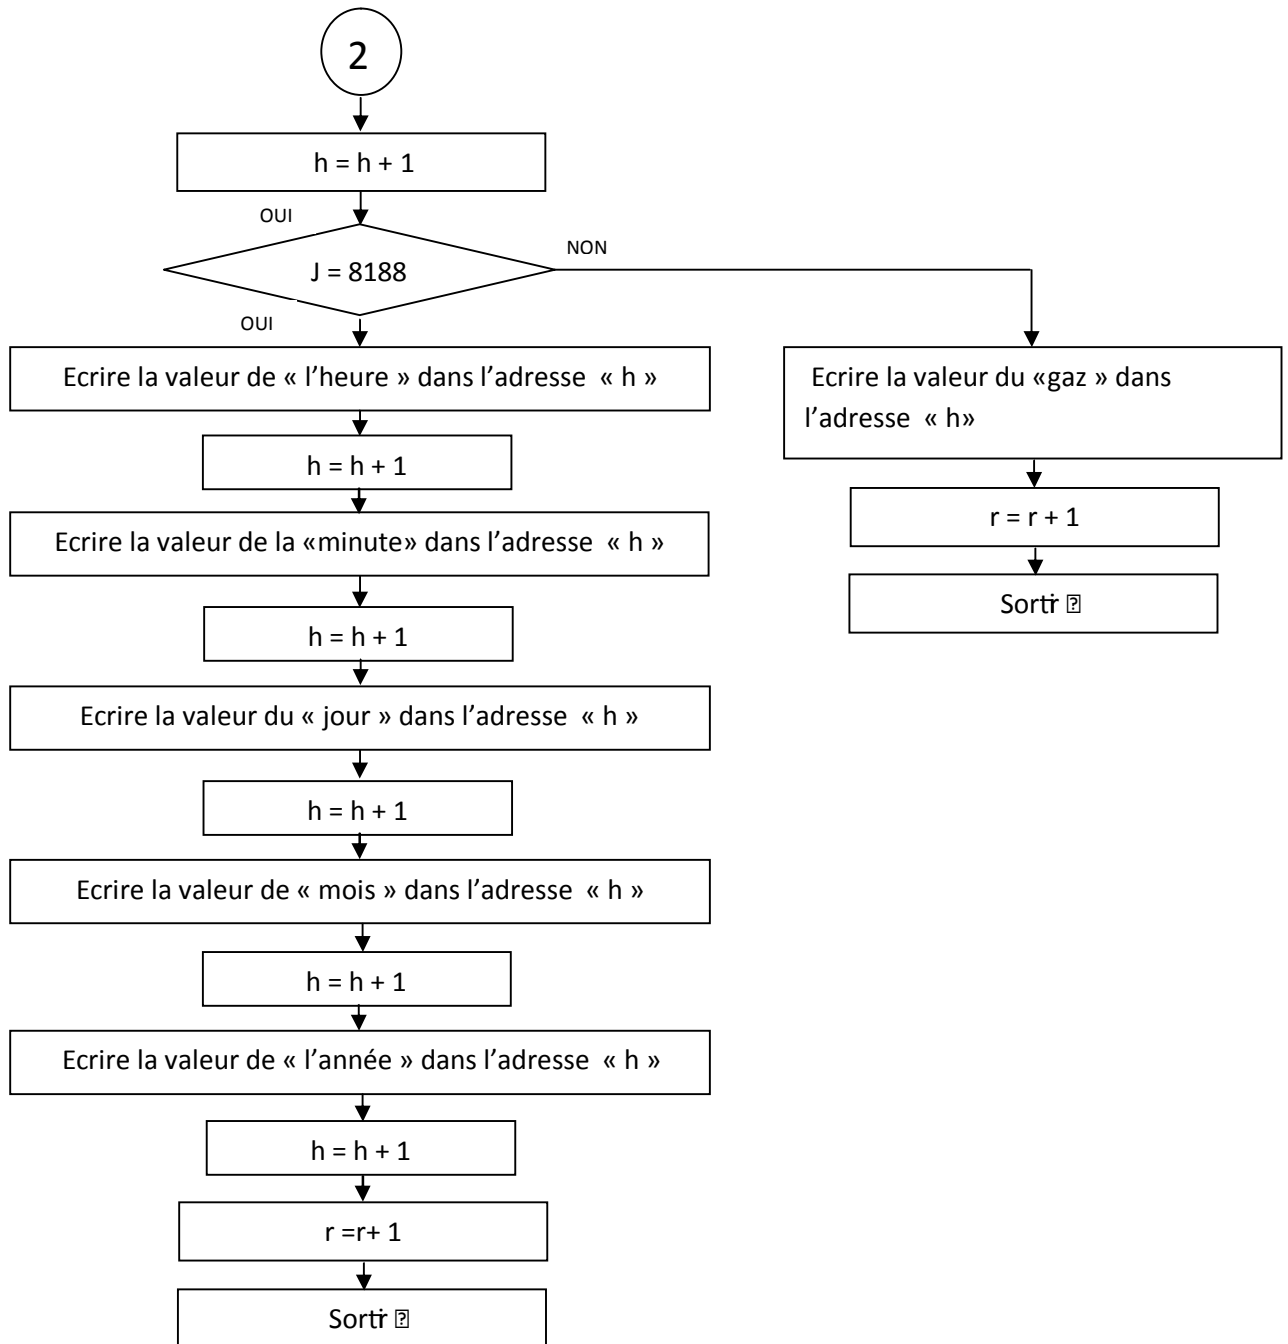 2
h = h + 1
OUI
J = 8188
NON
OUI
Ecrire la valeur de « l’heure » dans l’adresse « h »
h = h + 1
Ecrire la valeur de la «minute» dans l’adresse « h »
h = h + 1
Ecrire la valeur du « jour » dans l’adresse « h »
h = h + 1
Ecrire la valeur de « mois » dans l’adresse « h »
h = h + 1
Ecrire la valeur de « l’année » dans l’adresse « h »
h = h + 1
r =r+ 1
Sortir ⍰
Ecrire la valeur du «gaz » dans
l’adresse « h»
r = r + 1
Sortir ⍰